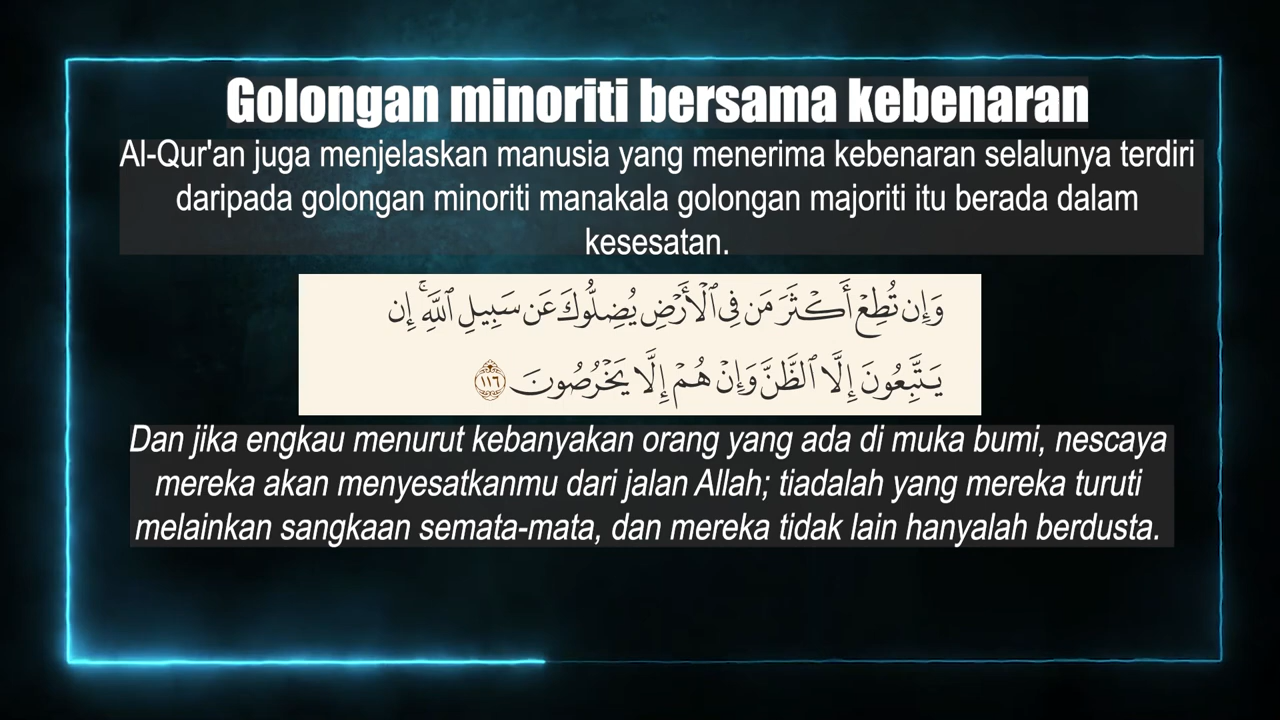 Golongan minoriti bersama kebenaran
Al-Qur'an juga menjelaskan manusia yang menerima kebenaran selalunya terdiri
daripada golongan minoriti manakala golongan majoriti itu berada dalam
kesesatan.
وَإِن تُطِعْ أَكْثَرَ مَن فِى ٱلْأَرْضِ يُضِلُّوكَ عَن سَبِيلِ ٱللَّهِ ۚ إِن
يَتَّبِعُونَ إِلَّا ٱلظَّنَّ وَإِنْ هُمْ إِلَّا يَخْرُصُونَ ١١٦
Dan jika engkau menurut kebanyakan orang yang ada di muka bumi, nescaya
mereka akan menyesatkanmu dari jalan Allah; tiadalah yang mereka turuti
melainkan sangkaan semata-mata, dan mereka tidak lain hanyalah berdusta.